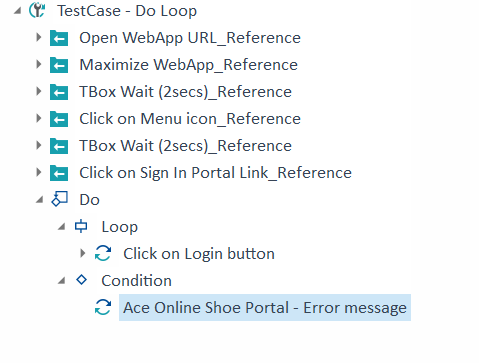 TestCase - Do Loop
Open WebApp URL_Reference
Maximize WebApp_Reference
TBox Wait (2secs)_Reference
Click on Menu icon_Reference
TBox Wait (2secs)_Reference
Click on Sign In Portal Link_Reference
Do
Loop
Click on Login button
Condition
Ace Online Shoe Portal - Error message